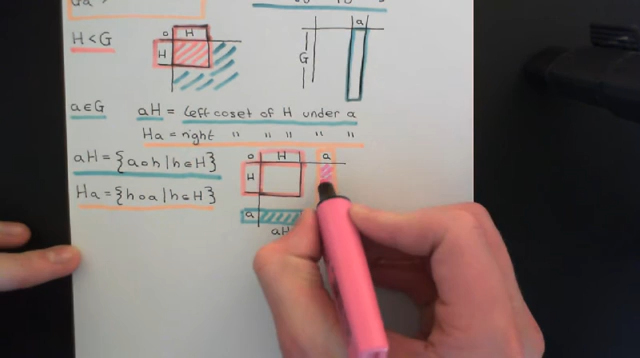 H < G
o H
H
a
G
a∈G aH = left coset of H under a
Ha = right " " " " "
aH = {a∘h | h∈H}
Ha = {h∘a | h∈H}
o H a
H
a
aH